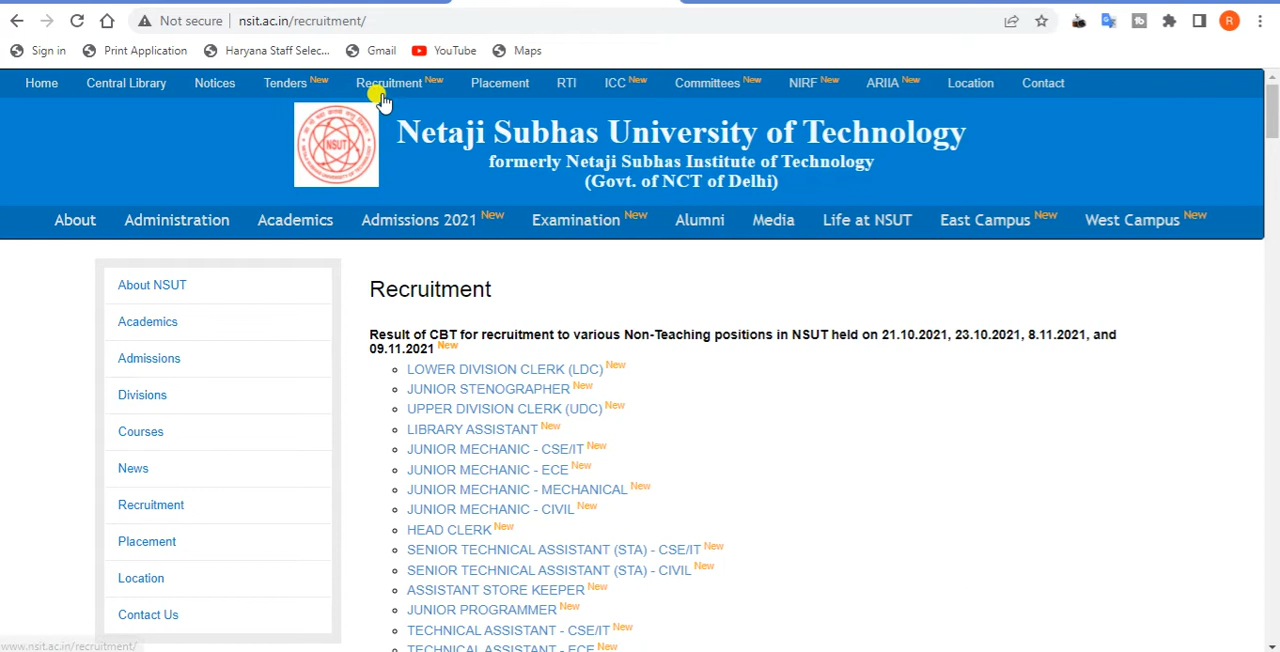 Not secure | nsit.ac.in/recruitment/
R
Sign in Print Application Haryana Staff Selec... Gmail YouTube Maps
Home Central Library Notices Tenders New Recruitment New Placement RTI ICC New Committees New NIRF New ARIIA New Location Contact
NSUT
Netaji Subhas University of Technology
formerly Netaji Subhas Institute of Technology
(Govt. of NCT of Delhi)
About Administration Academics Admissions 2021 New Examination New Alumni Media Life at NSUT East Campus New West Campus New
About NSUT
Academics
Admissions
Divisions
Courses
News
Recruitment
Placement
Location
Contact Us
Recruitment
Result of CBT for recruitment to various Non-Teaching positions in NSUT held on 21.10.2021, 23.10.2021, 8.11.2021, and
09.11.2021 New
LOWER DIVISION CLERK (LDC) New
JUNIOR STENOGRAPHER New
UPPER DIVISION CLERK (UDC) New
LIBRARY ASSISTANT New
JUNIOR MECHANIC - CSE/IT New
JUNIOR MECHANIC - ECE New
JUNIOR MECHANIC - MECHANICAL New
JUNIOR MECHANIC - CIVIL New
HEAD CLERK New
SENIOR TECHNICAL ASSISTANT (STA) - CSE/IT New
SENIOR TECHNICAL ASSISTANT (STA) - CIVIL New
ASSISTANT STORE KEEPER New
JUNIOR PROGRAMMER New
TECHNICAL ASSISTANT - CSE/IT New
TECHNICAL ASSISTANT - ECE New
www.nsit.ac.in/recruitment/